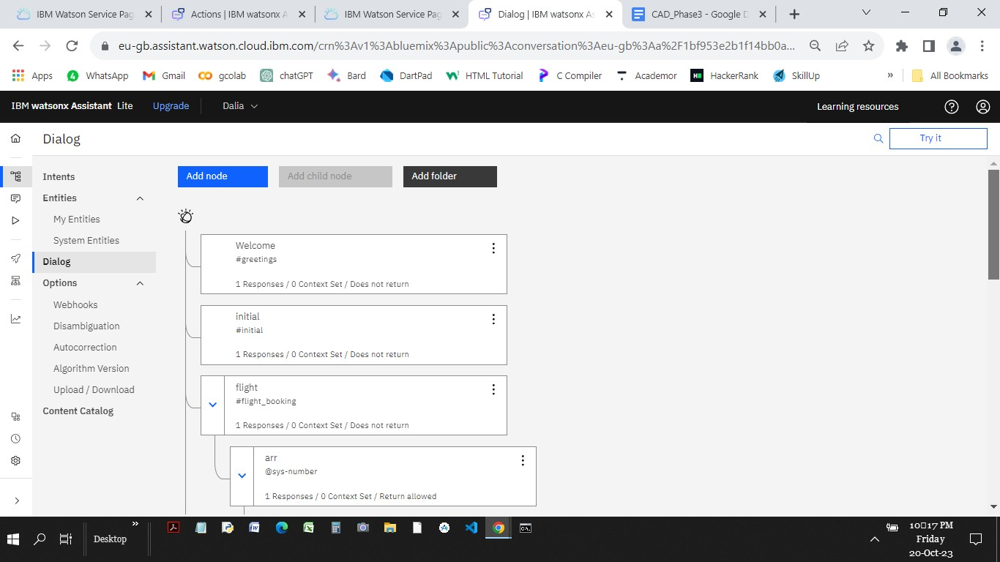 IBM Watson Service Pag
Actions | IBM watsonx A
IBM Watson Service Pag
Dialog | IBM watsonx As
CAD_Phase3 - Google D
eu-gb.assistant.watson.cloud.ibm.com/crn%3Av1%3Abluemix%3Apublic%3Aconversation%3Aeu-gb%3Aa%2F1bf953e2b1f14bb0a...
Apps
WhatsApp
Gmail
gcolab
chatGPT
Bard
DartPad
HTML Tutorial
C Compiler
Academor
HackerRank
SkillUp
»
All Bookmarks
IBM watsonx Assistant Lite
Upgrade
Dalia
Learning resources
Dialog
Try it
Intents
Entities
My Entities
System Entities
Dialog
Options
Webhooks
Disambiguation
Autocorrection
Algorithm Version
Upload / Download
Content Catalog
Add node
Add child node
Add folder
Welcome
#greetings
1 Responses / 0 Context Set / Does not return
initial
#initial
1 Responses / 0 Context Set / Does not return
flight
#flight_booking
1 Responses / 0 Context Set / Does not return
arr
@sys-number
1 Responses / 0 Context Set / Return allowed
Desktop
»
10▯17 PM
Friday
20-Oct-23